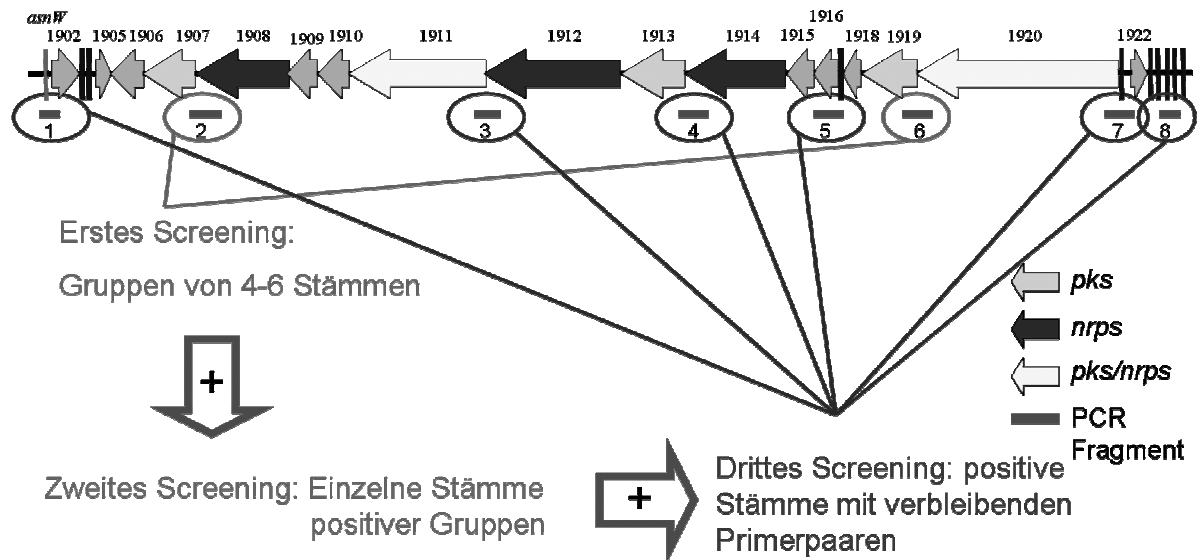 asnW
1916
1902 1905 1906 1907 1908 1909 1910 1911 1912 1913 1914 1915 1918 1919 1920 1922
1 2 3 4 5 6 7 8
Erstes Screening:
Gruppen von 4-6 Stämmen
+
Zweites Screening: Einzelne Stämme
positiver Gruppen
+
Drittes Screening: positive
Stämme mit verbleibenden
Primerpaaren
pks
nrps
pks/nrps
PCR
Fragment